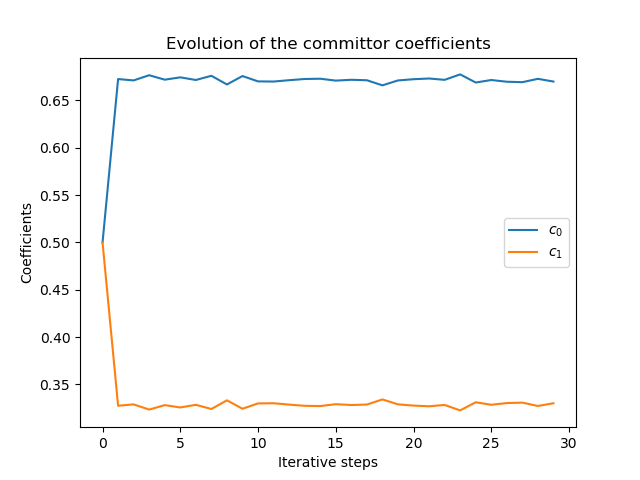 Evolution of the committor coefficients
Coefficients
0.65
0.60
0.55
0.50
0.45
0.40
0.35
c₀
c₁
0 5 10 15 20 25 30
Iterative steps